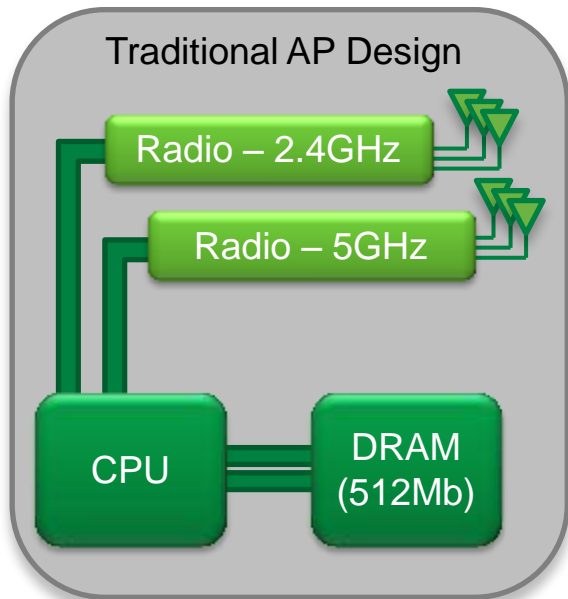 Traditional AP Design
Radio – 2.4GHz
Radio – 5GHz
CPU
DRAM
(512Mb)